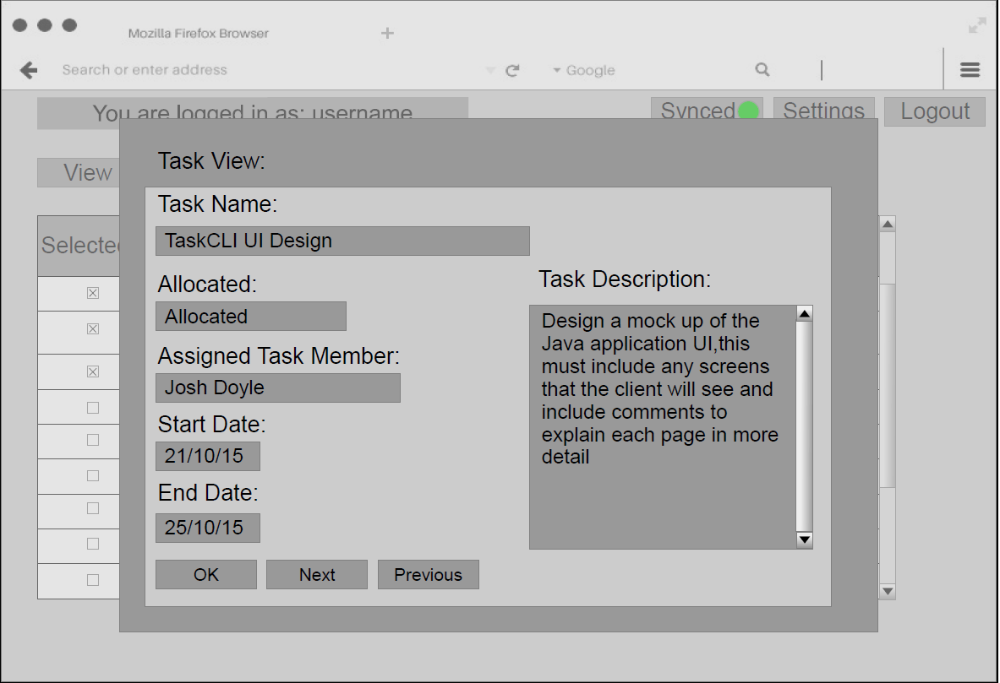 Mozilla Firefox Browser
Search or enter address
Google
You are logged in as: username
Synced
Settings
Logout
View
Task View:
Selected
Task Name:
TaskCLI UI Design
Allocated:
Allocated
Assigned Task Member:
Josh Doyle
Start Date:
21/10/15
End Date:
25/10/15
Task Description:
Design a mock up of the
Java application UI,this
must include any screens
that the client will see and
include comments to
explain each page in more
detail
OK
Next
Previous